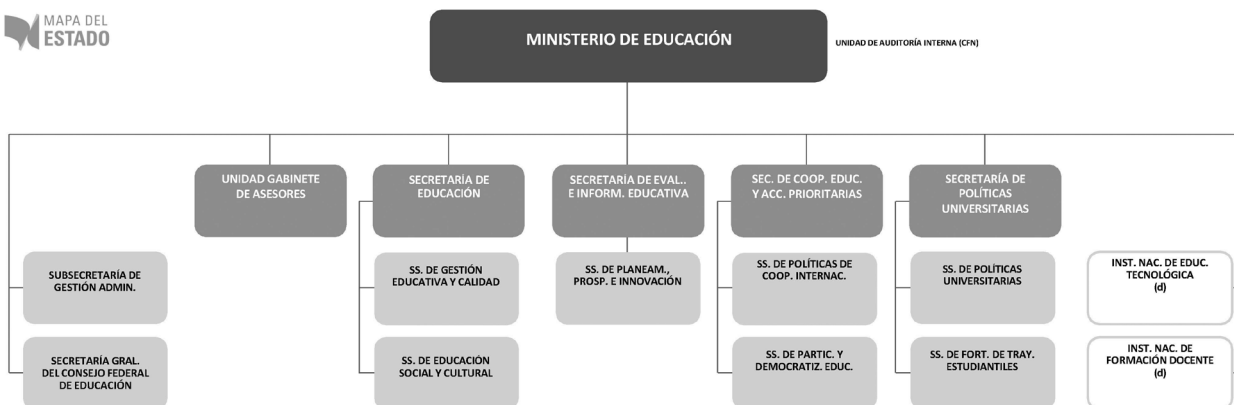 MAPA DEL
ESTADO
MINISTERIO DE EDUCACIÓN
UNIDAD DE AUDITORÍA INTERNA (CFN)
UNIDAD GABINETE
DE ASESORES
SECRETARÍA DE
EDUCACIÓN
SECRETARÍA DE EVAL..
E INFORM. EDUCATIVA
SEC. DE COOP. EDUC.
Y ACC. PRIORITARIAS
SECRETARÍA DE
POLÍTICAS
UNIVERSITARIAS
SUBSECRETARÍA DE
GESTIÓN ADMIN.
SS. DE GESTIÓN
EDUCATIVA Y CALIDAD
SS. DE PLANEAM.,
PROSP. E INNOVACIÓN
SS. DE POLÍTICAS DE
COOP. INTERNAC.
SS. DE POLÍTICAS
UNIVERSITARIAS
INST. NAC. DE EDUC.
TECNOLÓGICA
(d)
SECRETARÍA GRAL.
DEL CONSEJO FEDERAL
DE EDUCACIÓN
SS. DE EDUCACIÓN
SOCIAL Y CULTURAL
SS. DE PARTIC. Y
DEMOCRATIZ. EDUC.
SS. DE FORT. DE TRAY.
ESTUDIANTILES
INST. NAC. DE
FORMACIÓN DOCENTE
(d)